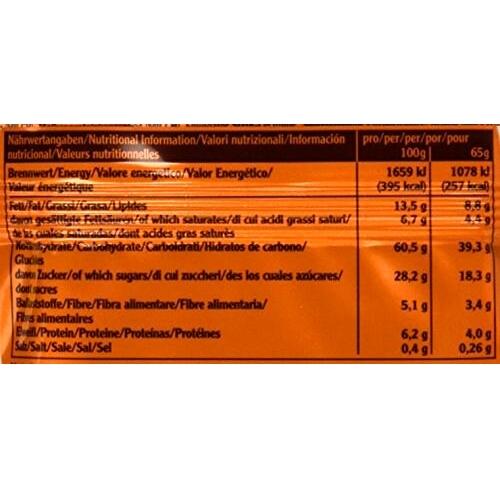 Nährwertangaben/Nutritional Information/Valori nutrizionali/Información pro/per/per/por/pour
nutricional/Valeurs nutritionnelles 100g 65g
Brennwert/Energy/Valore energetico/Valor Energético/ 1659 kJ 1078 kJ
Valeur énergétique (395 kcal) (257 kcal)
Fett/Fat/Grassi/Grasa/Lipides 13,5 g 8,8 g
davon gesättigte Fettsäuren/of which saturates/di cui acidi grassi saturi/ 6,7 g 4,4 g
de las cuales saturadas/dont acides gras saturés
Kohlenhydrate/Carbohydrate/Carboidrati/Hidratos de carbono/ 60,5 g 39,3 g
Glucides
davon Zucker/of which sugars/di cui zuccheri/des los cuales azúcares/ 28,2 g 18,3 g
dont sucres
Ballaststoffe/Fibre/Fibra alimentare/Fibre alimentaria/ 5,1 g 3,4 g
Fibres alimentaires
Eiweiß/Protein/Proteine/Proteínas/Protéines 6,2 g 4,0 g
Salz/Salt/Sale/Sal/Sel 0,4 g 0,26 g